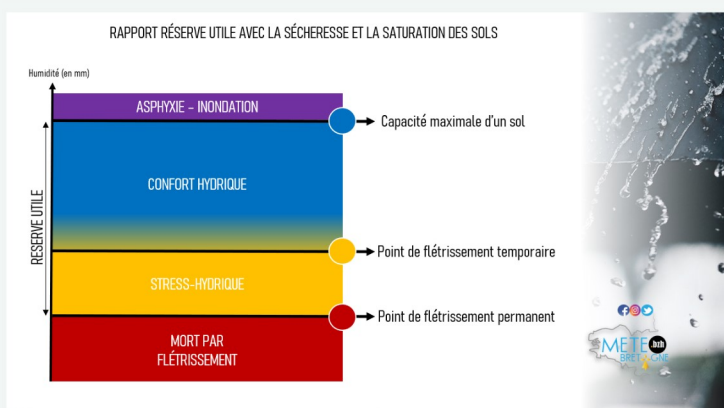 RAPPORT RÉSERVE UTILE AVEC LA SÉCHERESSE ET LA SATURATION DES SOLS
Humidité (en mm)
ASPHYXIE – INONDATION
Capacité maximale d'un sol
CONFORT HYDRIQUE
RESERVE UTILE
Point de flétrissement temporaire
STRESS-HYDRIQUE
Point de flétrissement permanent
MORT PAR
FLÉTRISSEMENT
METEO .bzh
BRETAGNE